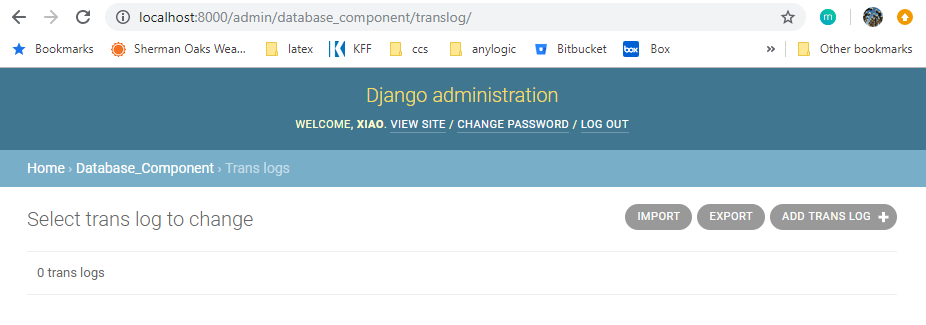 localhost:8000/admin/database_component/translog/
m
Bookmarks Sherman Oaks Wea... latex KFF ccs anylogic Bitbucket box Box » Other bookmarks
Django administration
WELCOME, XIAO. VIEW SITE / CHANGE PASSWORD / LOG OUT
Home › Database_Component › Trans logs
Select trans log to change
IMPORT EXPORT ADD TRANS LOG +
0 trans logs